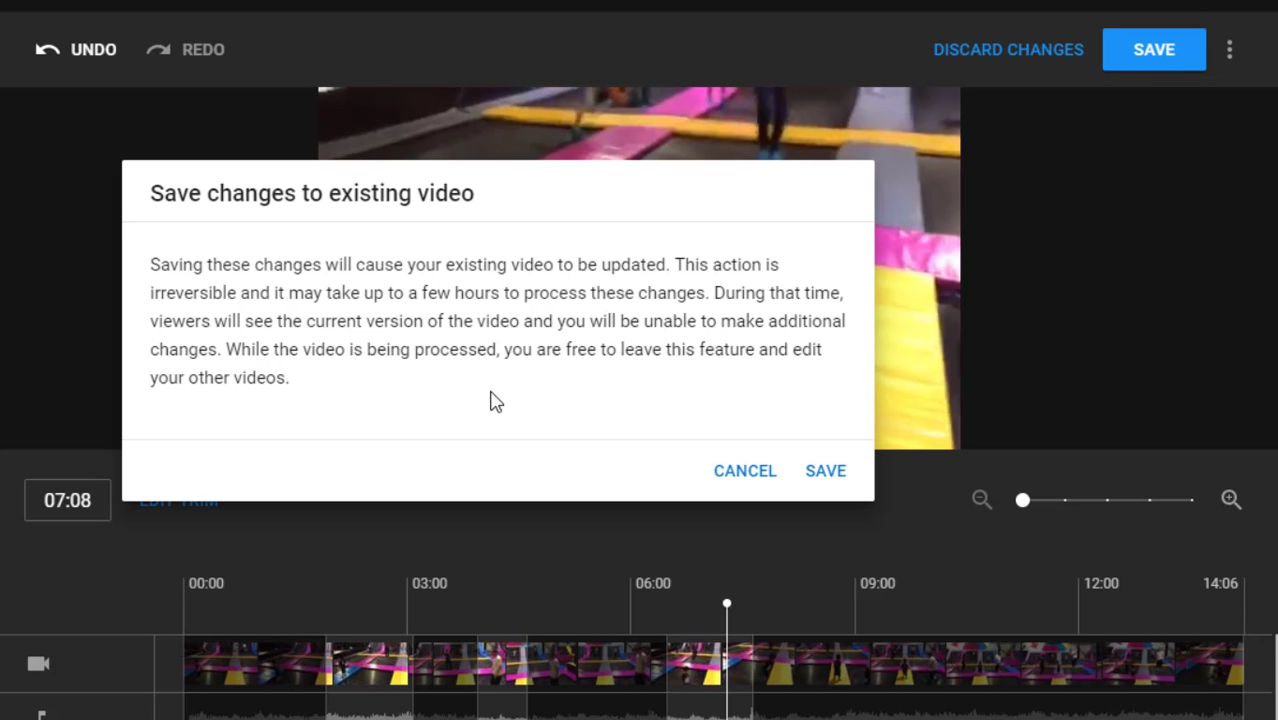 UNDO REDO DISCARD CHANGES SAVE
Save changes to existing video
Saving these changes will cause your existing video to be updated. This action is
irreversible and it may take up to a few hours to process these changes. During that time,
viewers will see the current version of the video and you will be unable to make additional
changes. While the video is being processed, you are free to leave this feature and edit
your other videos.
CANCEL SAVE
07:08 EDIT TRIM
00:00 03:00 06:00 09:00 12:00 14:06